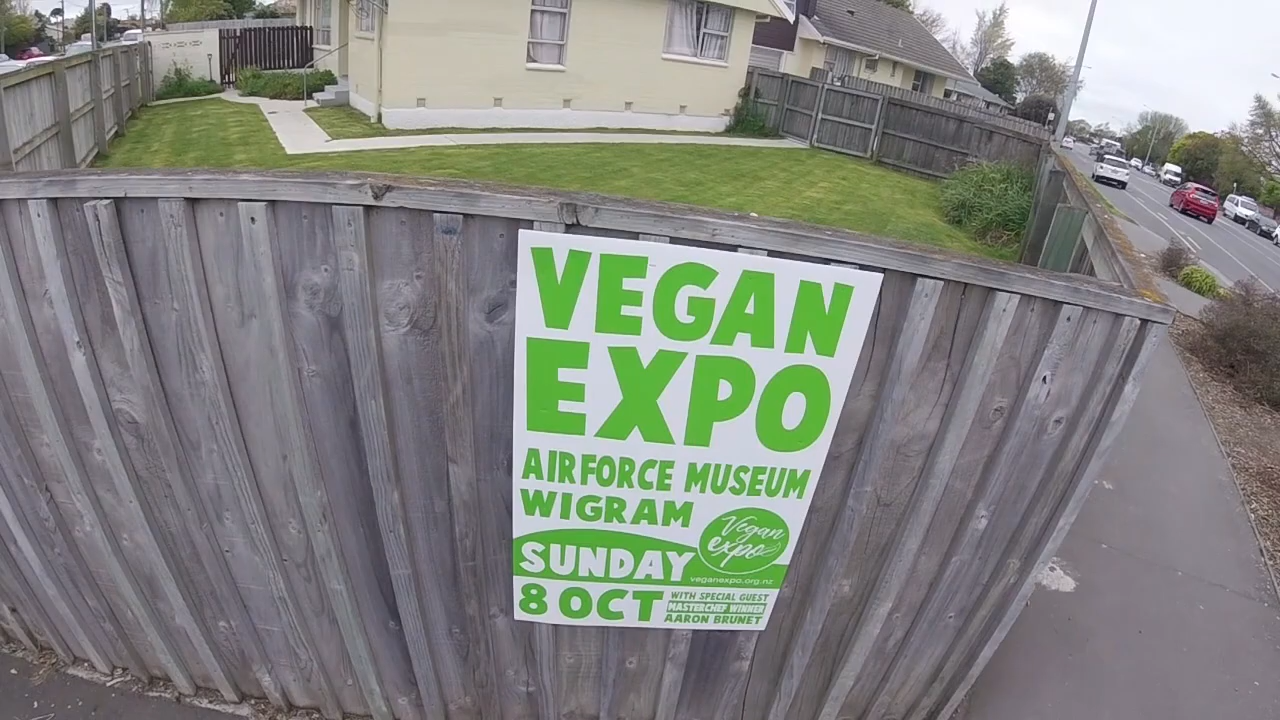 VEGAN
EXPO
AIRFORCE MUSEUM
WIGRAM
Vegan
expo
SUNDAY
veganexpo.org.nz
8 OCT
WITH SPECIAL GUEST
MASTERCHEF WINNER
AARON BRUNET